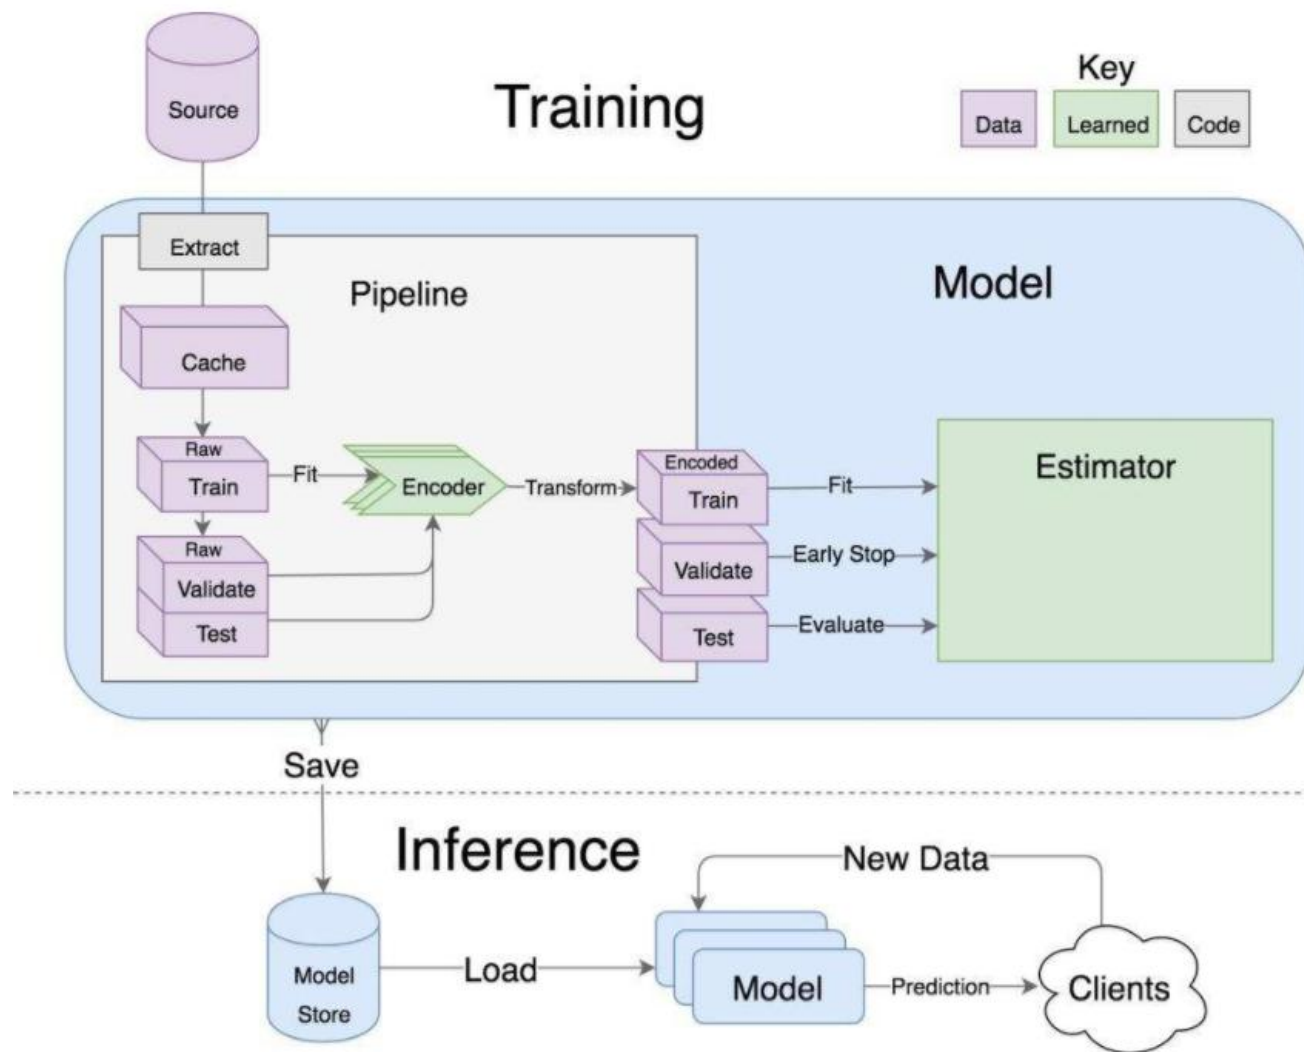 Source
Training
Key
Data
Learned
Code
Extract
Pipeline
Model
Cache
Raw
Train
Fit
Encoder
Transform
Encoded
Train
Fit
Estimator
Raw
Validate
Test
Validate
Early Stop
Test
Evaluate
Save
Inference
New Data
Model
Store
Load
Model
Prediction
Clients